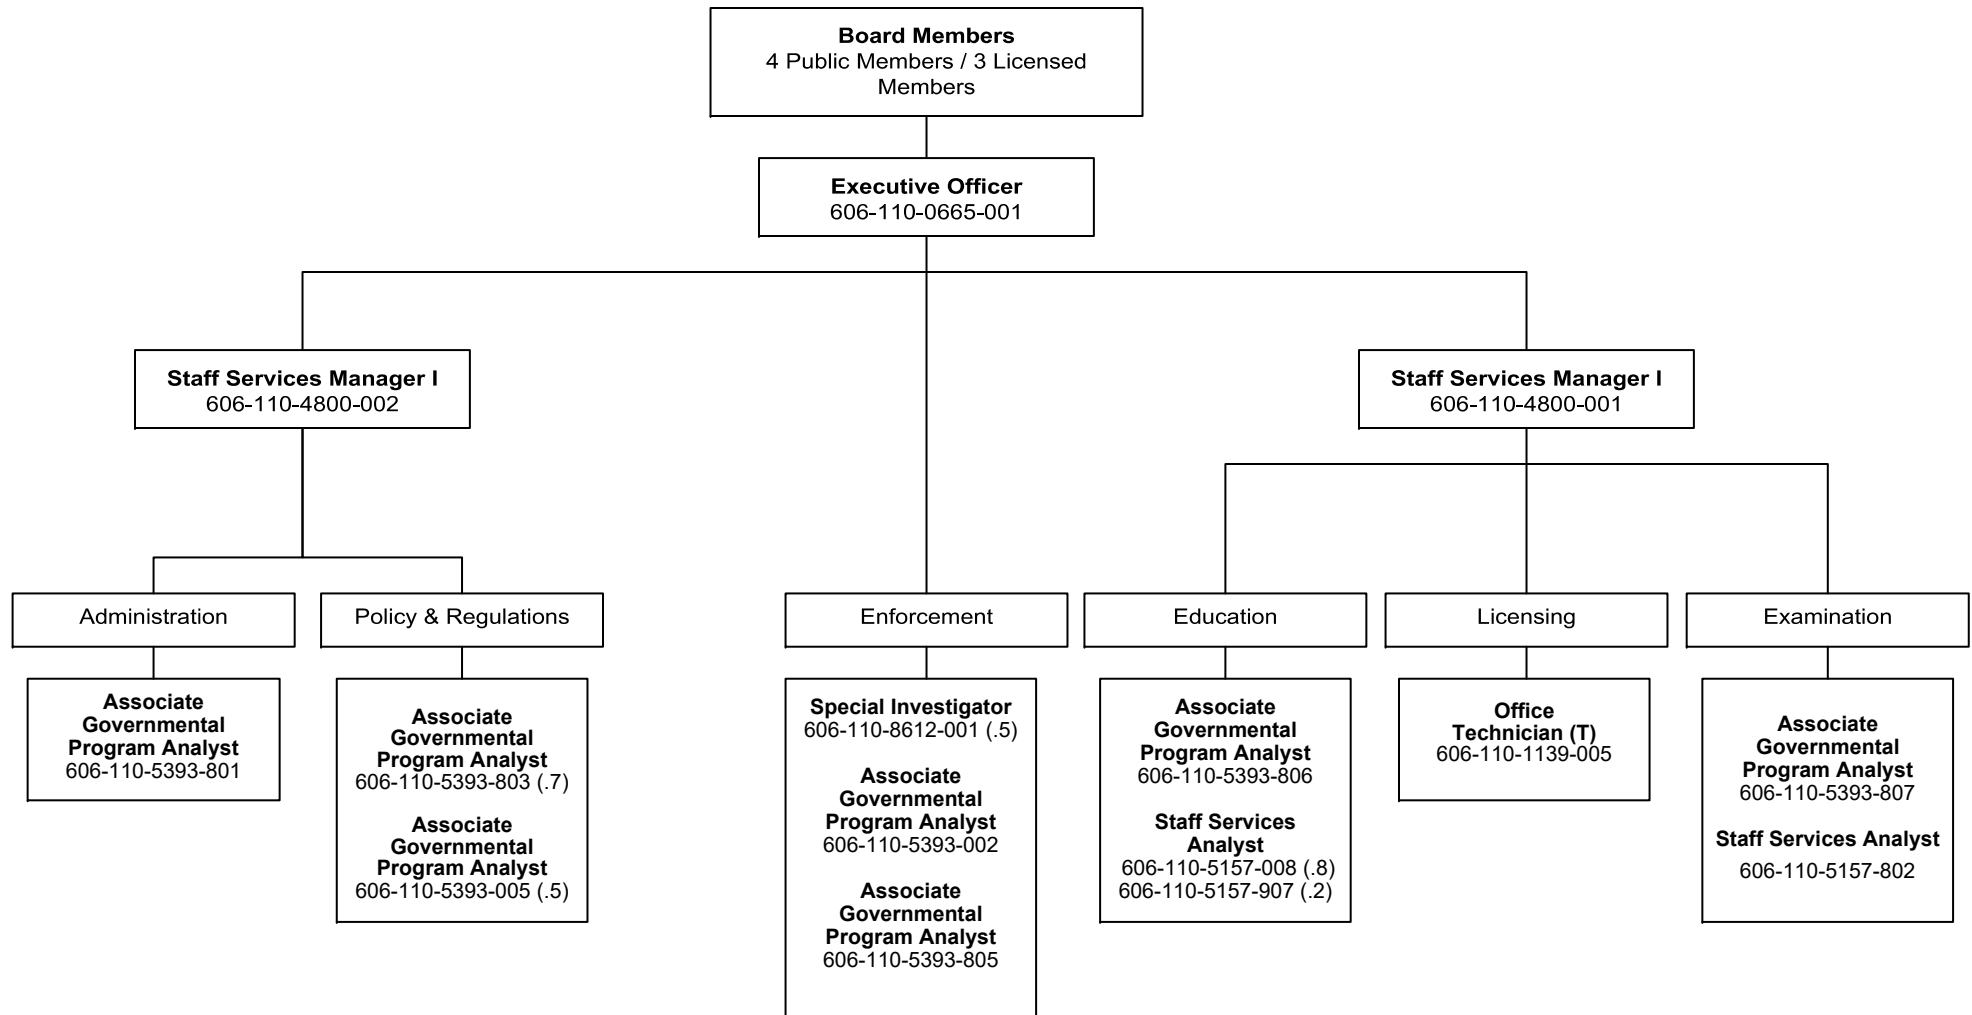 Board Members
4 Public Members / 3 Licensed
Members
Executive Officer
606-110-0665-001
Staff Services Manager I
606-110-4800-002
Staff Services Manager I
606-110-4800-001
Administration
Policy & Regulations
Enforcement
Education
Licensing
Examination
Associate
Governmental
Program Analyst
606-110-5393-801
Associate
Governmental
Program Analyst
606-110-5393-803 (.7)
Associate
Governmental
Program Analyst
606-110-5393-005 (.5)
Special Investigator
606-110-8612-001 (.5)
Associate
Governmental
Program Analyst
606-110-5393-002
Associate
Governmental
Program Analyst
606-110-5393-805
Associate
Governmental
Program Analyst
606-110-5393-806
Staff Services
Analyst
606-110-5157-008 (.8)
606-110-5157-907 (.2)
Office
Technician (T)
606-110-1139-005
Associate
Governmental
Program Analyst
606-110-5393-807
Staff Services Analyst
606-110-5157-802